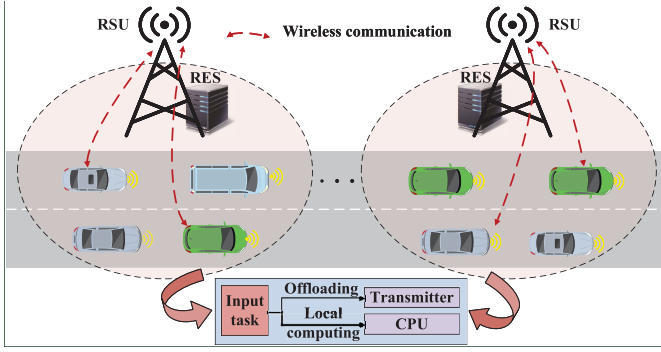 RSU
Wireless communication
RSU
RES
RES
Input
task
Offloading
Local
computing
Transmitter
CPU